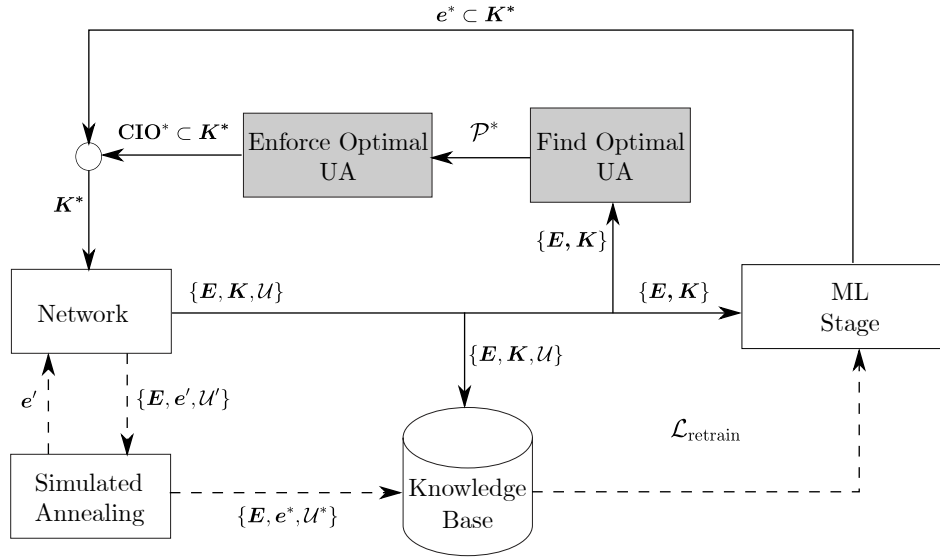 e* ⊂ K*
CIO* ⊂ K*
Enforce Optimal
UA
𝒫*
Find Optimal
UA
K*
{E, K}
{E, K, 𝒰}
{E, K}
Network
ML
Stage
{E, K, 𝒰}
e′
{E, e′, 𝒰′}
ℒretrain
Simulated
Annealing
{E, e*, 𝒰*}
Knowledge
Base